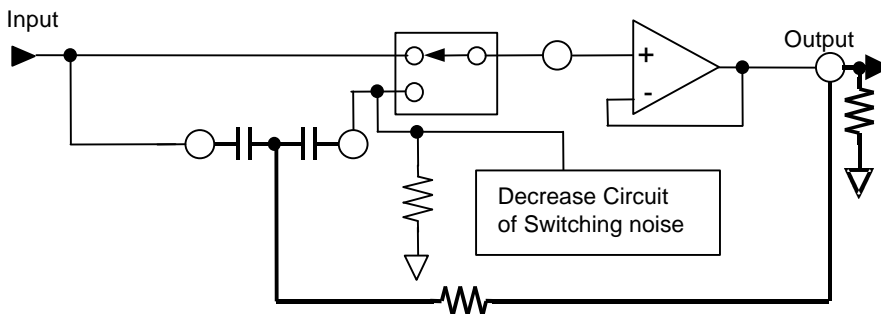 Input
Output
+
-
Decrease Circuit
of Switching noise